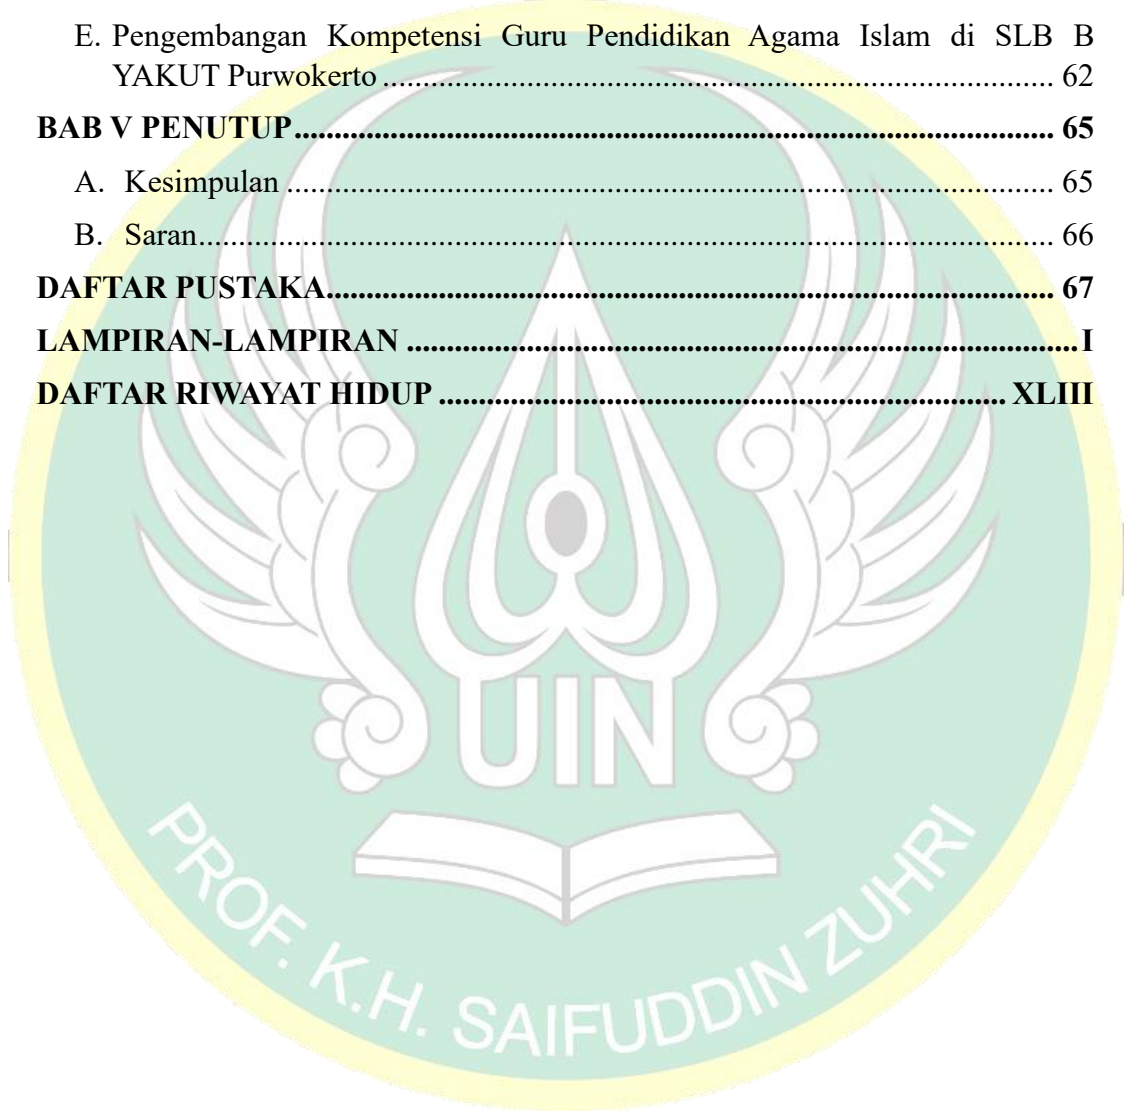 E. Pengembangan Kompetensi Guru Pendidikan Agama Islam di SLB B
YAKUT Purwokerto ........................................................................................ 62
BAB V PENUTUP.................................................................................................. 65
A. Kesimpulan ................................................................................................... 65
B. Saran.............................................................................................................. 66
DAFTAR PUSTAKA.............................................................................................. 67
LAMPIRAN-LAMPIRAN ......................................................................................I
DAFTAR RIWAYAT HIDUP ........................................................................ XLIII
UIN
PROF. K.H. SAIFUDDIN ZUHRI